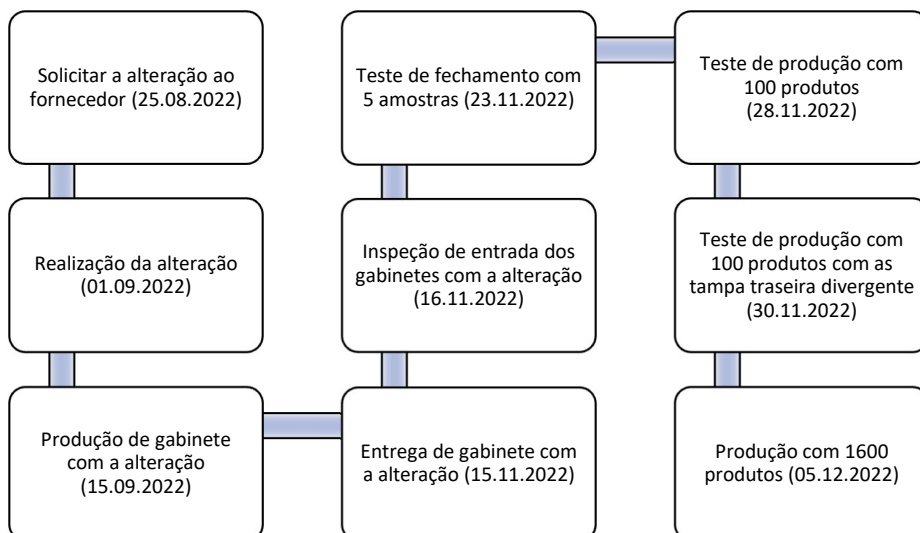 Solicitar a alteração ao
fornecedor (25.08.2022)
Realização da alteração
(01.09.2022)
Produção de gabinete
com a alteração
(15.09.2022)
Entrega de gabinete com
a alteração (15.11.2022)
Inspeção de entrada dos
gabinetes com a alteração
(16.11.2022)
Teste de fechamento com
5 amostras (23.11.2022)
Teste de produção com
100 produtos
(28.11.2022)
Teste de produção com
100 produtos com as
tampa traseira divergente
(30.11.2022)
Produção com 1600
produtos (05.12.2022)